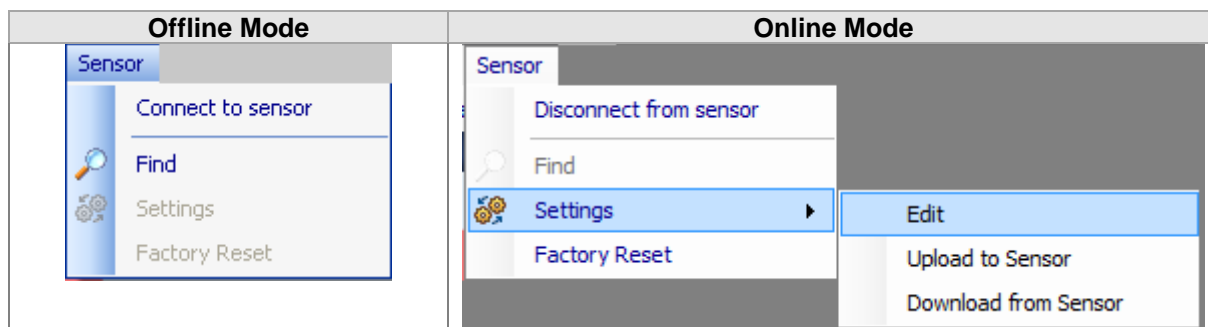 Offline Mode
Online Mode
Sensor
Connect to sensor
Find
Settings
Factory Reset
Sensor
Disconnect from sensor
Find
Settings
Factory Reset
Edit
Upload to Sensor
Download from Sensor